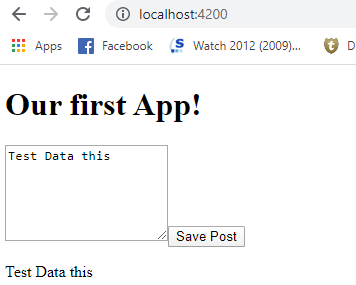 localhost:4200
Apps Facebook Watch 2012 (2009)... D
Our first App!
Test Data this
Save Post
Test Data this